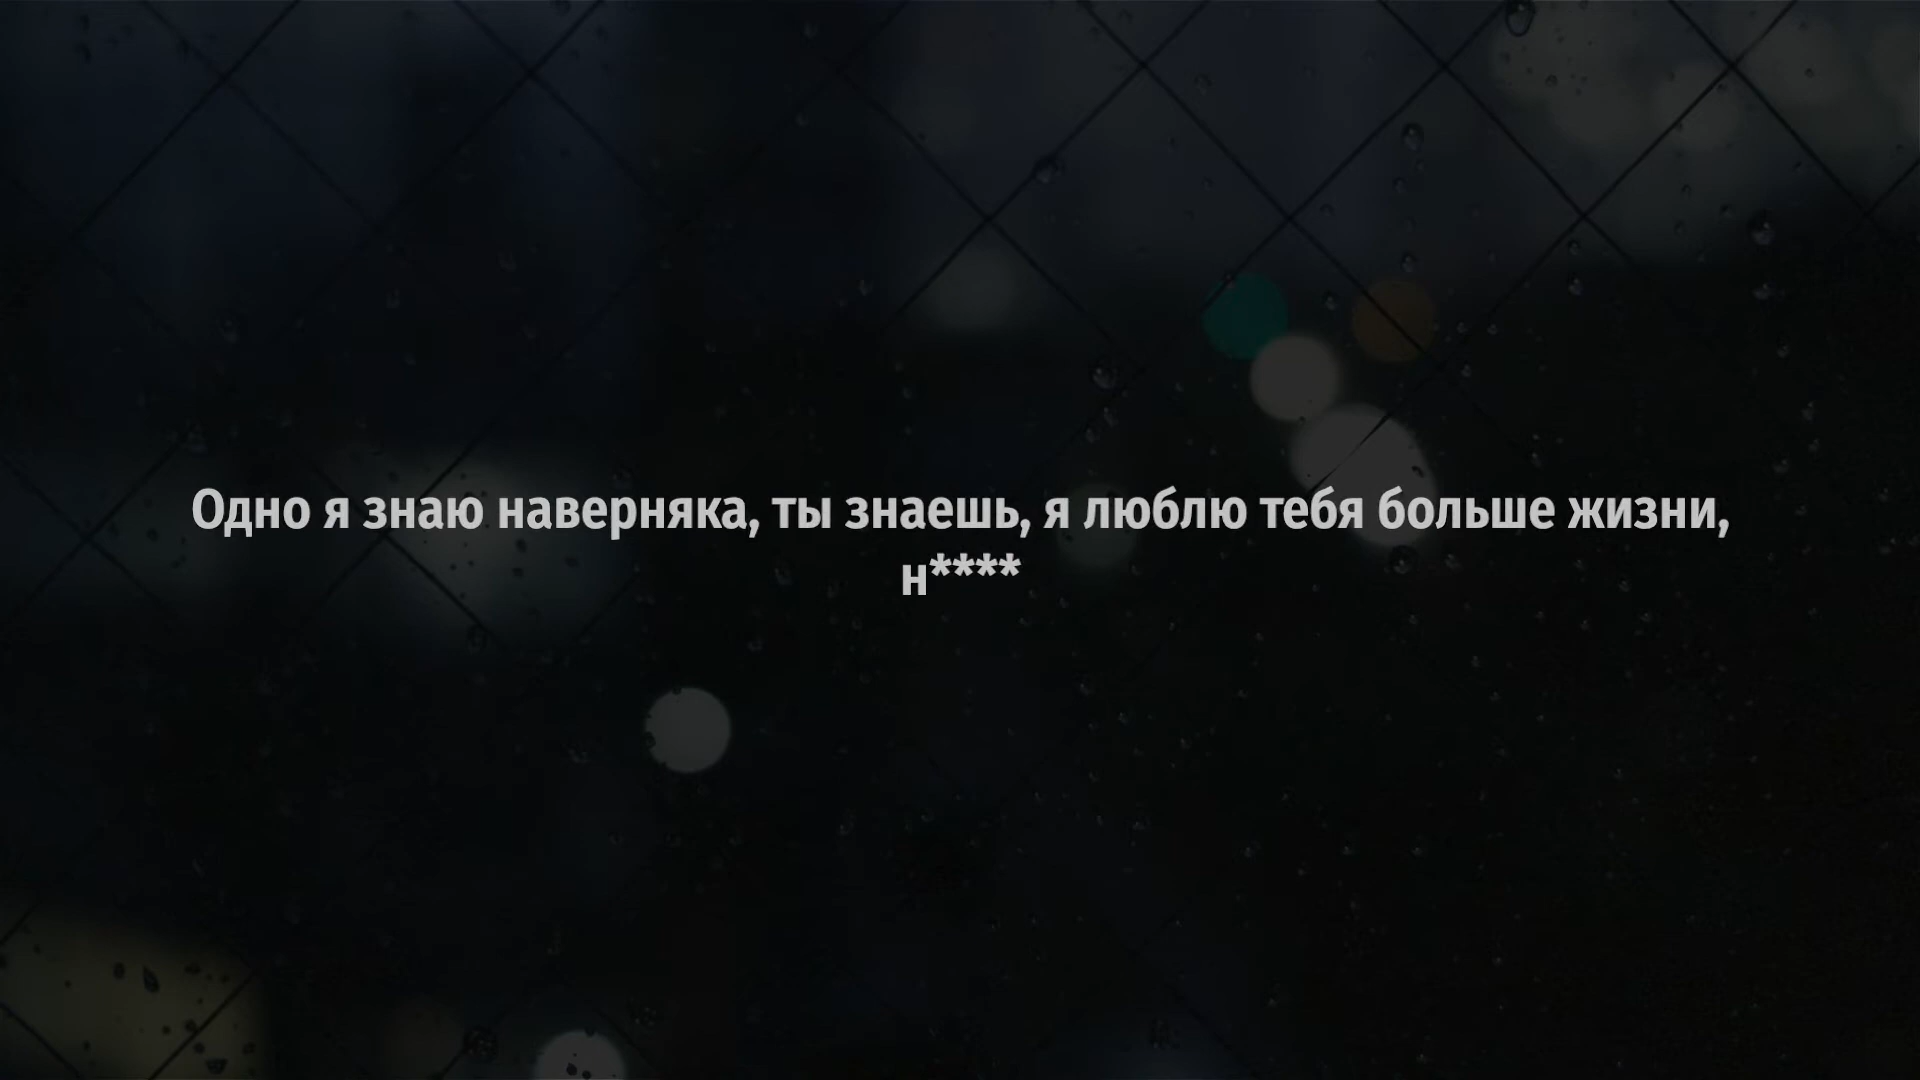 Одно я знаю наверняка, ты знаешь, я люблю тебя больше жизни,
н****